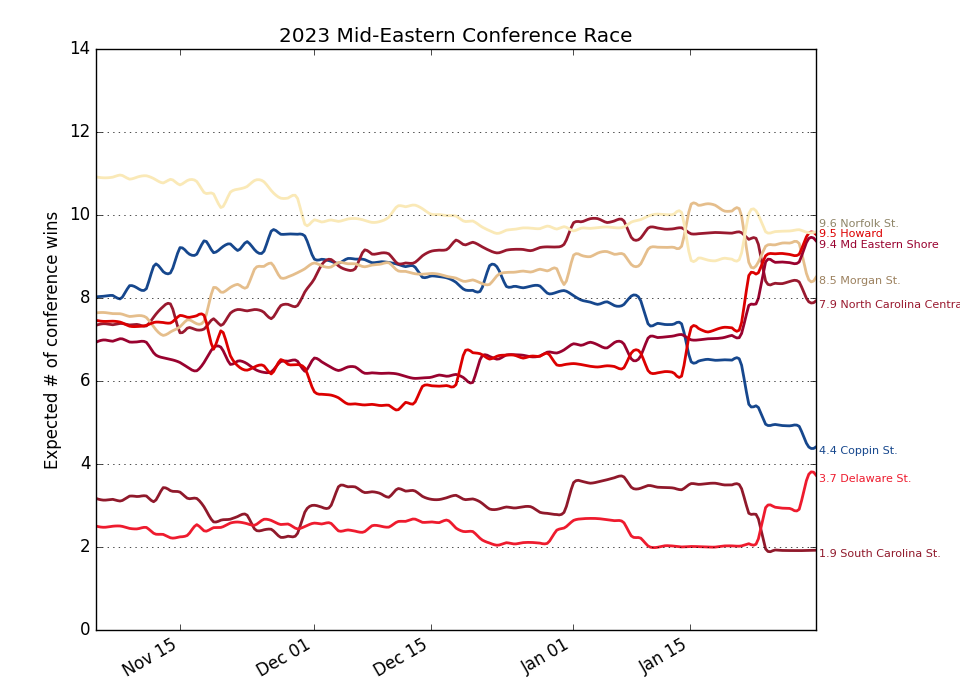 2023 Mid-Eastern Conference Race
Expected # of conference wins
14
12
10
8
6
4
2
0
Nov 15
Dec 01
Dec 15
Jan 01
Jan 15
9.6 Norfolk St.
9.5 Howard
9.4 Md Eastern Shore
8.5 Morgan St.
7.9 North Carolina Centra
4.4 Coppin St.
3.7 Delaware St.
1.9 South Carolina St.